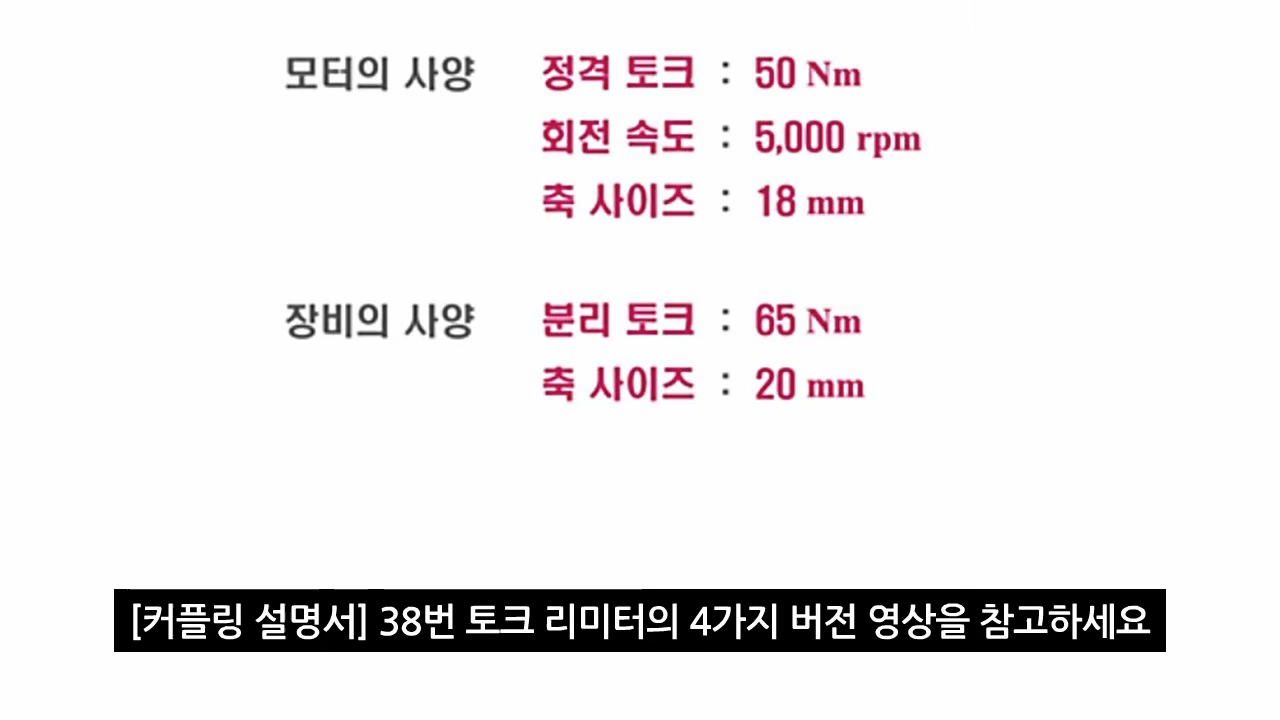 모터의 사양 정격 토크 : 50 Nm
회전 속도 : 5,000 rpm
축 사이즈 : 18 mm
장비의 사양 분리 토크 : 65 Nm
축 사이즈 : 20 mm
[커플링 설명서] 38번 토크 리미터의 4가지 버전 영상을 참고하세요